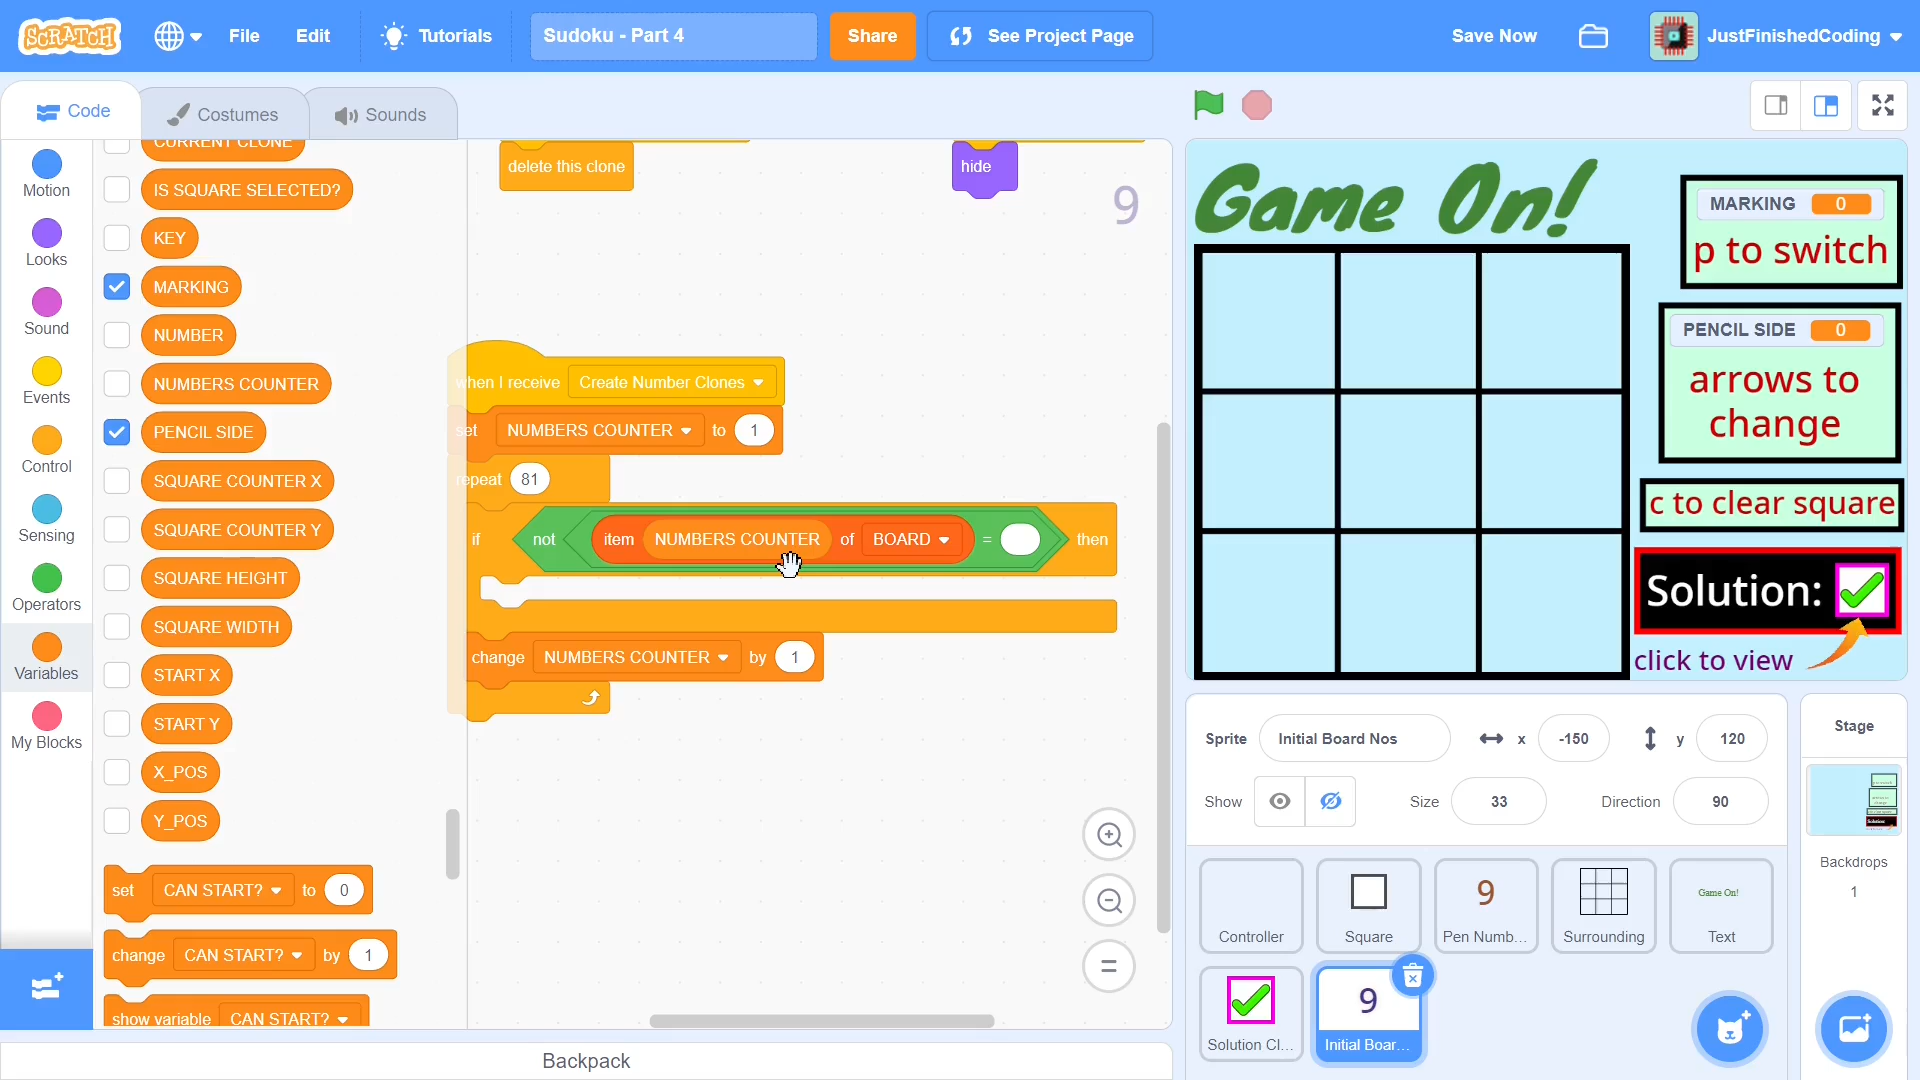 SCRATCH
File
Edit
Tutorials
Sudoku - Part 4
Share
See Project Page
Save Now
JustFinishedCoding
Code
Costumes
Sounds
Motion
Looks
Sound
Events
Control
Sensing
Operators
Variables
My Blocks
CURRENT CLONE
IS SQUARE SELECTED?
KEY
MARKING
NUMBER
NUMBERS COUNTER
PENCIL SIDE
SQUARE COUNTER X
SQUARE COUNTER Y
SQUARE HEIGHT
SQUARE WIDTH
START X
START Y
X_POS
Y_POS
set CAN START? to 0
change CAN START? by 1
show variable CAN START?
delete this clone
hide
9
when I receive Create Number Clones
set NUMBERS COUNTER to 1
repeat 81
if not item NUMBERS COUNTER of BOARD = then
change NUMBERS COUNTER by 1
Backpack
Game On!
MARKING 0
p to switch
PENCIL SIDE 0
arrows to
change
c to clear square
Solution:
click to view
Sprite Initial Board Nos x -150 y 120
Show Size 33 Direction 90
Controller
Square
9
Pen Numb...
Surrounding
Game On!
Text
Solution Cl...
9
Initial Boar...
Stage
Backdrops
1